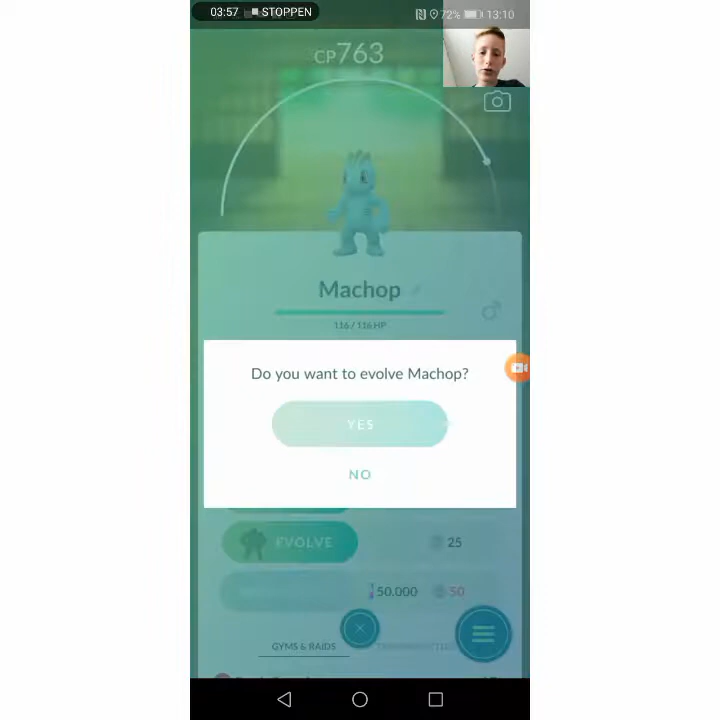 03:57 STOPPEN 72% 13:10
CP763
Machop
116 / 116 HP
Do you want to evolve Machop?
YES
NO
EVOLVE 25
50.000 50
GYMS & RAIDS